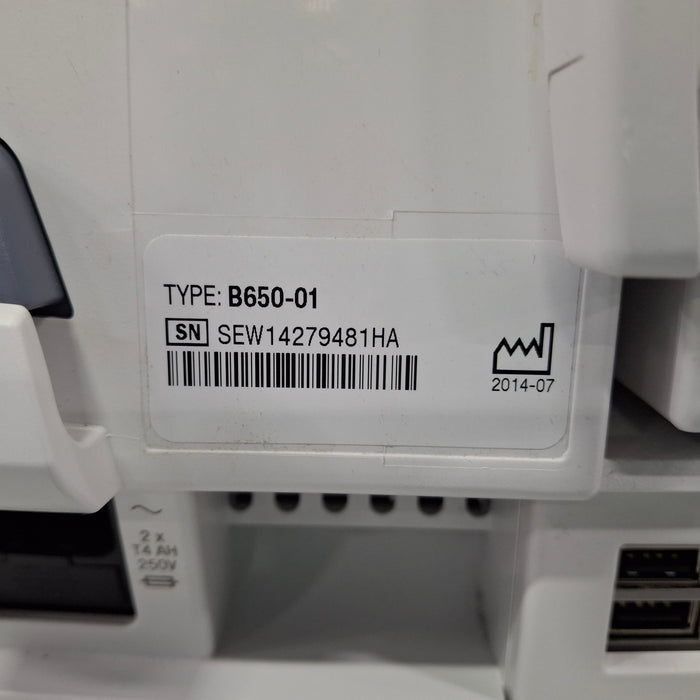 TYPE: B650-01
SN SEW14279481HA
2014-07
~
2 x
T4 AH
250V